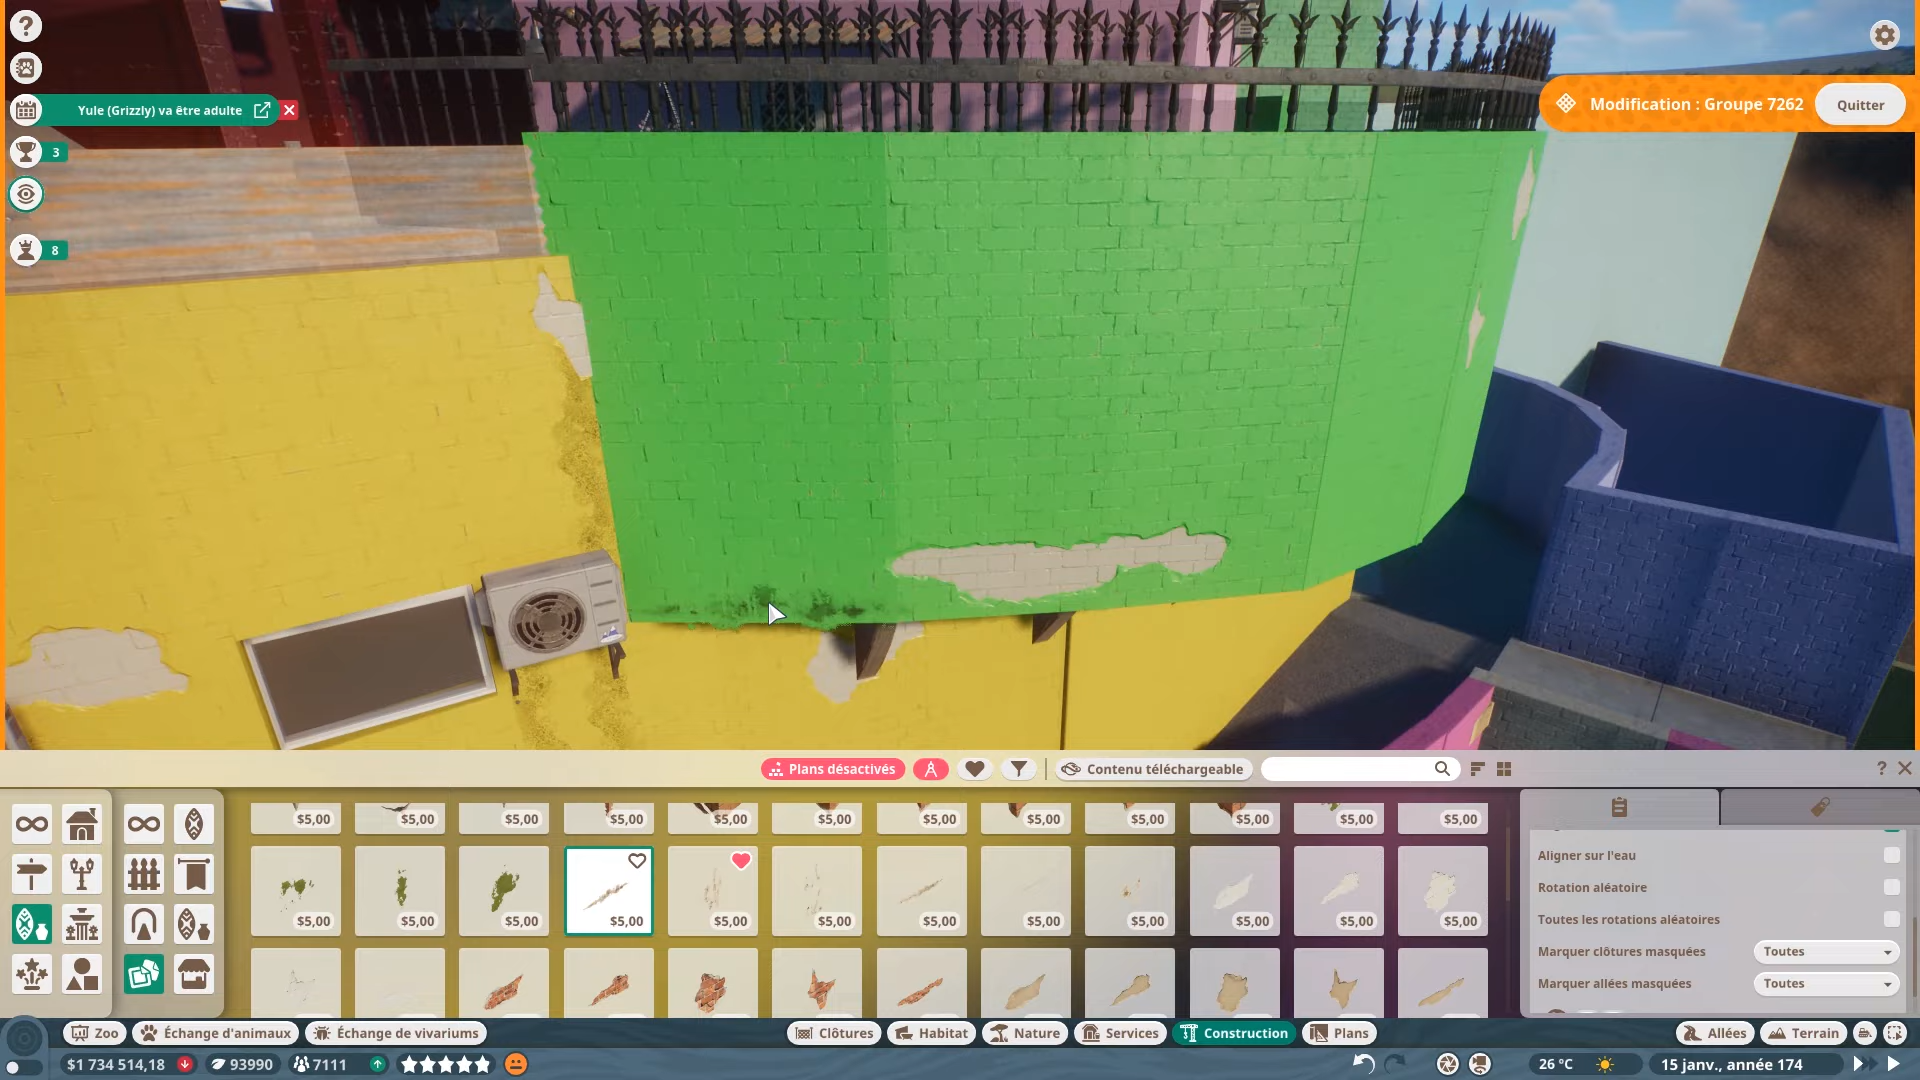 Yule (Grizzly) va être adulte
3
8
Modification : Groupe 7262
Quitter
Plans désactivés
Contenu téléchargeable
?
$5,00 $5,00 $5,00 $5,00 $5,00 $5,00 $5,00 $5,00 $5,00 $5,00 $5,00 $5,00
$5,00 $5,00 $5,00 $5,00 $5,00 $5,00 $5,00 $5,00 $5,00 $5,00 $5,00 $5,00
Aligner sur l'eau
Rotation aléatoire
Toutes les rotations aléatoires
Marquer clôtures masquées Toutes
Marquer allées masquées Toutes
Zoo Échange d'animaux Échange de vivariums Clôtures Habitat Nature Services Construction Plans Allées Terrain
$1 734 514,18 93990 7111 26 °C 15 janv., année 174